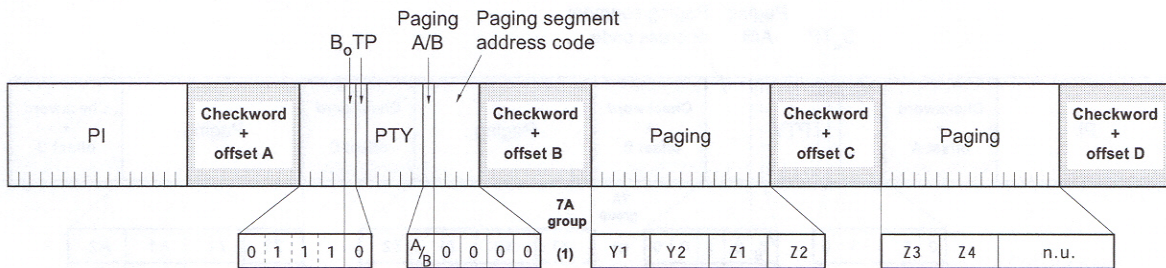 Paging
A/B
Paging segment
address code
BoTP
PI
Checkword
+
offset A
PTY
Checkword
+
offset B
Paging
Checkword
+
offset C
Paging
Checkword
+
offset D
7A
group
(1)
0 1 1 1 0
A/B 0 0 0 0
Y1 Y2 Z1 Z2
Z3 Z4 n.u.